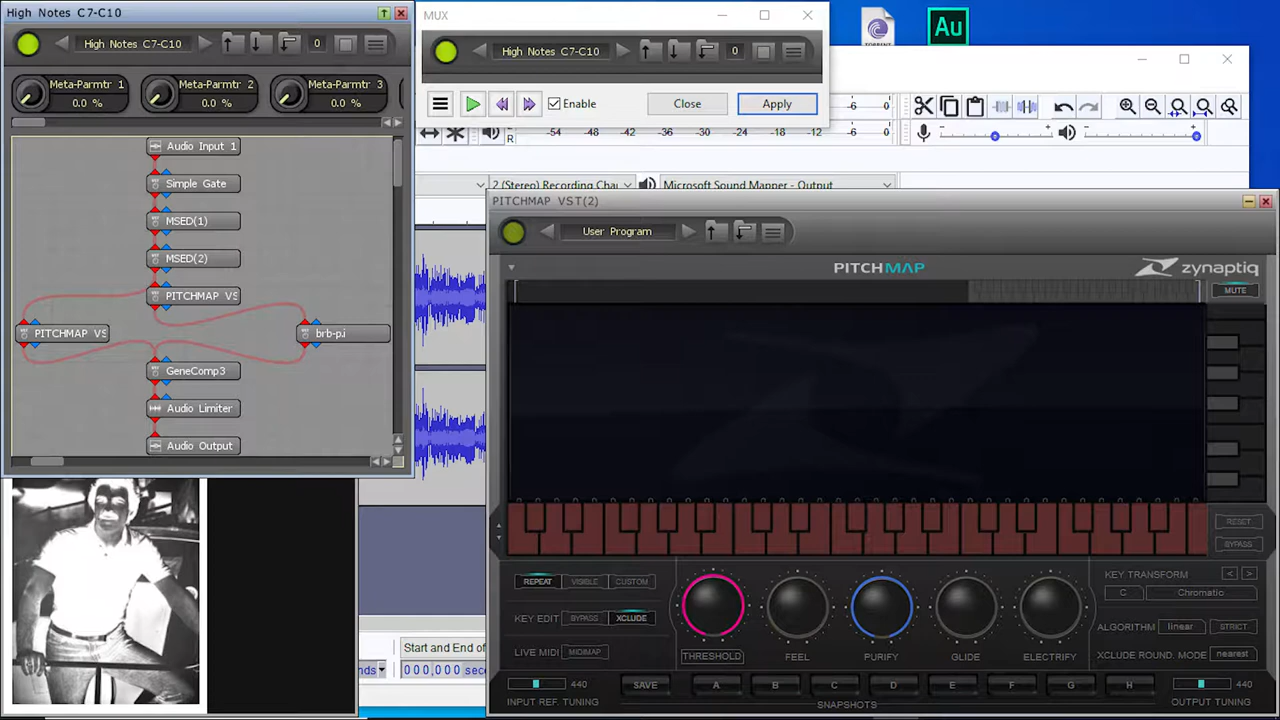 High Notes C7-C10
High Notes C7-C10
0
Meta-Parmtr 1
0.0 %
Meta-Parmtr 2
0.0 %
Meta-Parmtr 3
0.0 %
Audio Input 1
Simple Gate
MSED(1)
MSED(2)
PITCHMAP VS
PITCHMAP VS
brb-p.i
GeneComp3
Audio Limiter
Audio Output
MUX
High Notes C7-C10
0
Enable
Close
Apply
TORRENT
Au
-6 0
R -54 -48 -42 -36 -30 -24 -18 -12 -6 0
2 (Stereo) Recording Cha
Microsoft Sound Mapper - Output
PITCHMAP VST(2)
User Program
PITCHMAP
zynaptiq
MUTE
RESET
BYPASS
REPEAT VISIBLE CUSTOM
KEY EDIT BYPASS XCLUDE
LIVE MIDI MIDIMAP
THRESHOLD FEEL PURIFY GLIDE ELECTRIFY
KEY TRANSFORM < >
C Chromatic
ALGORITHM linear STRICT
XCLUDE ROUND. MODE nearest
440
INPUT REF. TUNING
SAVE A B C D E F G H
SNAPSHOTS
440
OUTPUT TUNING
Start and End of
nds
000,000 sec